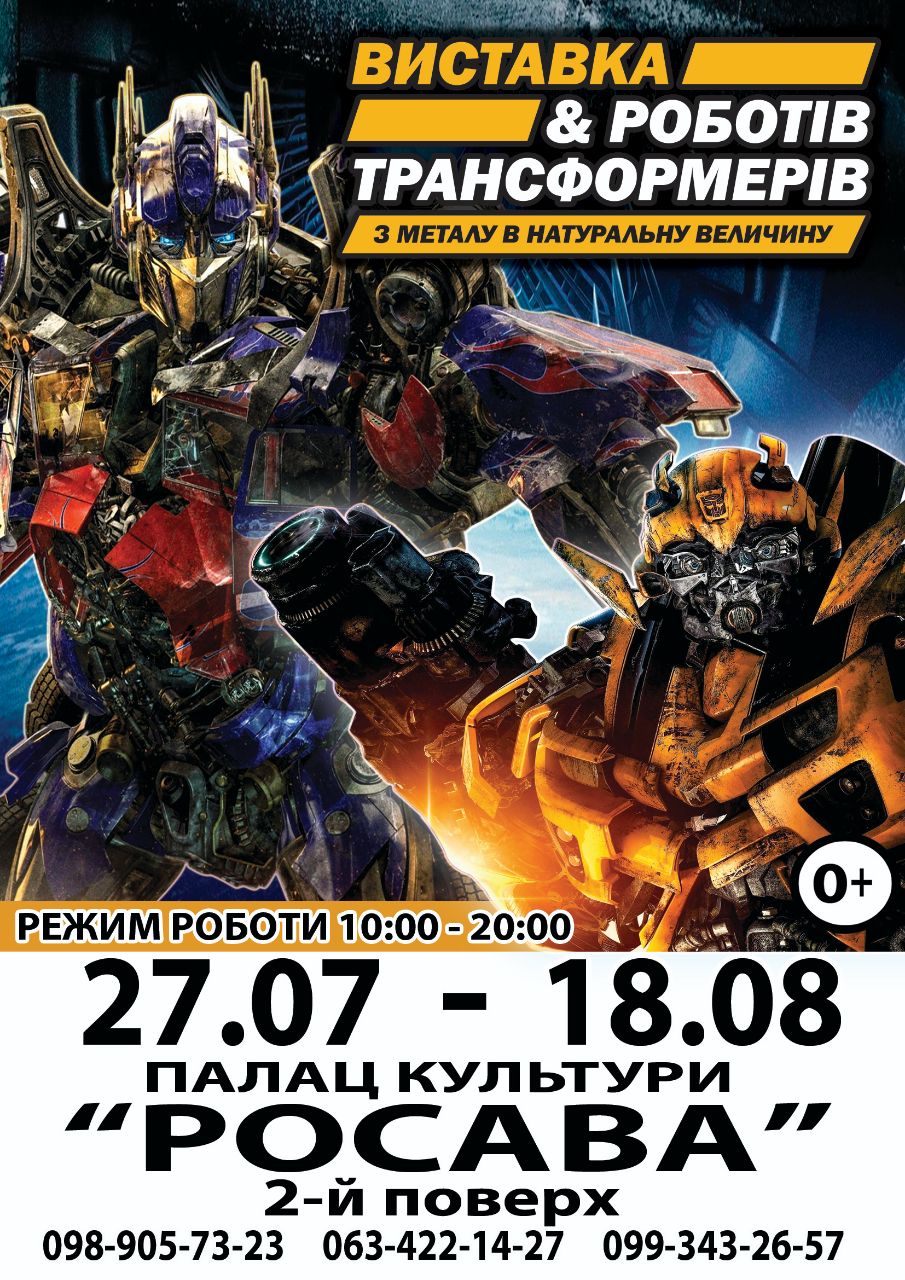 ВИСТАВКА
& РОБОТІВ
ТРАНСФОРМЕРІВ
З МЕТАЛУ В НАТУРАЛЬНУ ВЕЛИЧИНУ
0+
РЕЖИМ РОБОТИ 10:00 - 20:00
27.07 - 18.08
ПАЛАЦ КУЛЬТУРИ
“РОСАВА”
2-й поверх
098-905-73-23 063-422-14-27 099-343-26-57